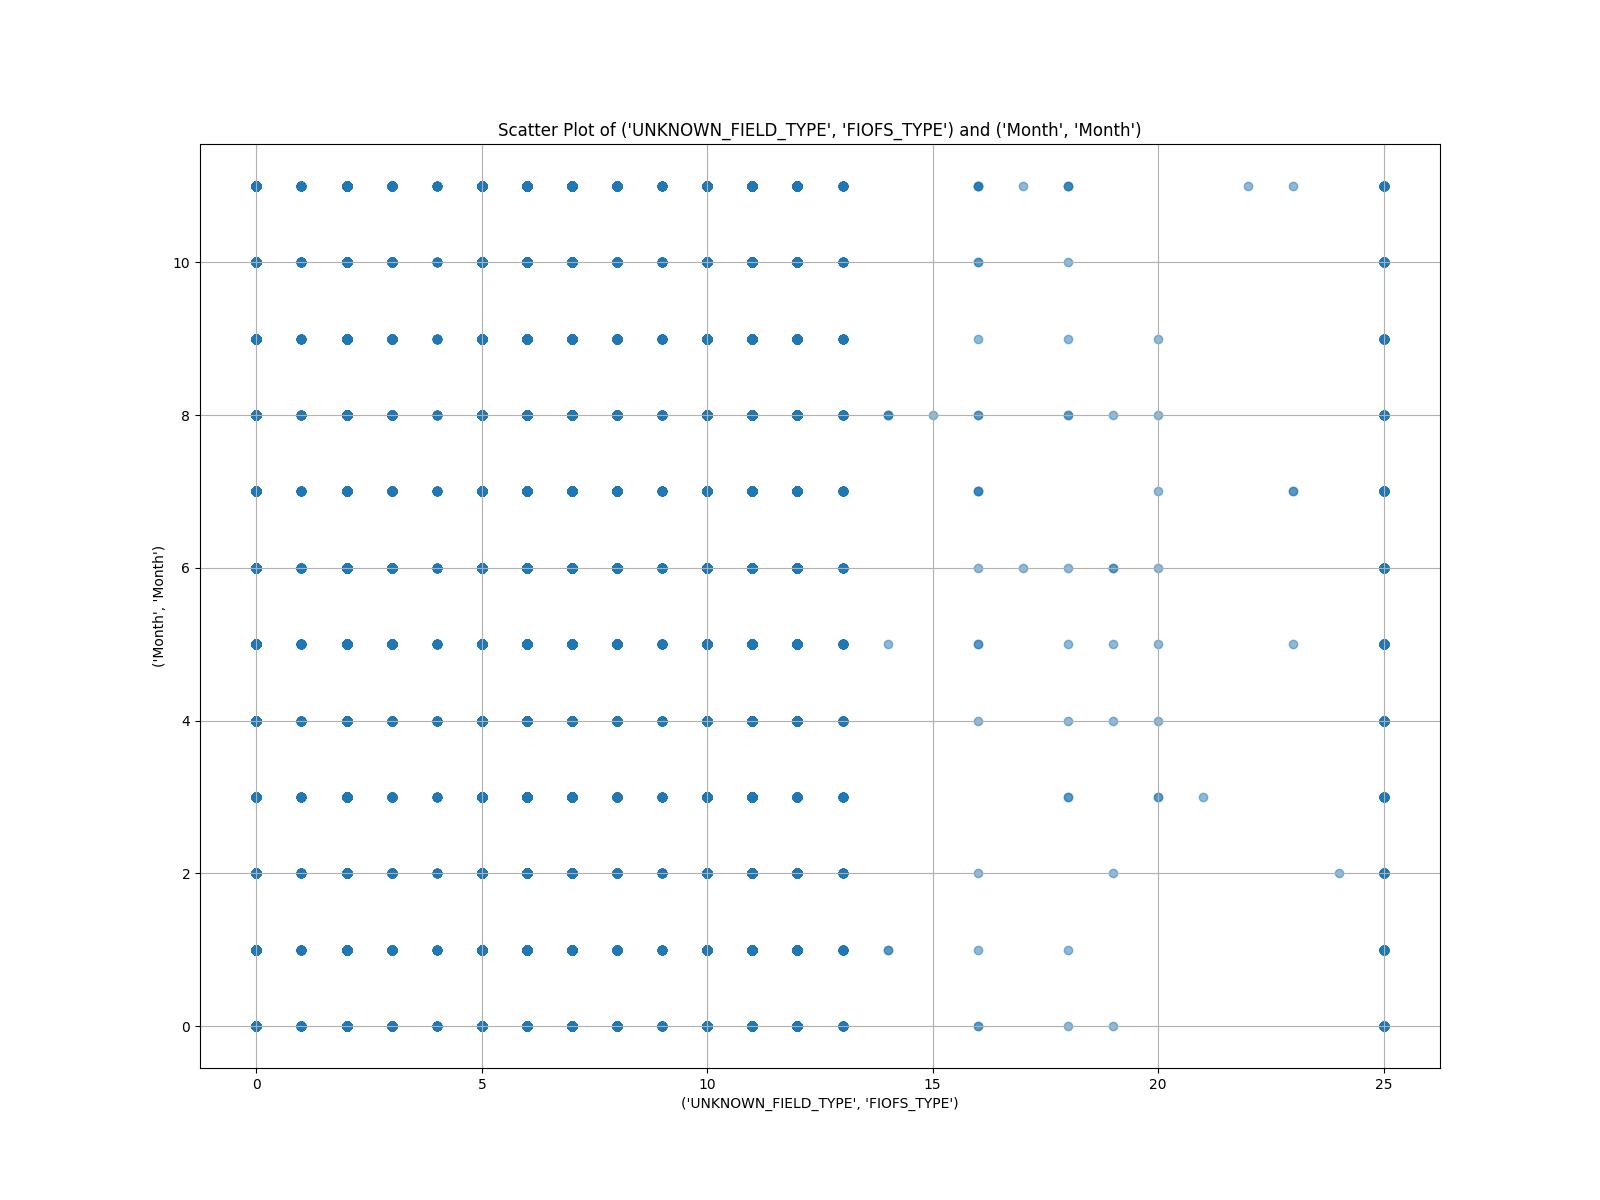 Scatter Plot of ('UNKNOWN_FIELD_TYPE', 'FIOFS_TYPE') and ('Month', 'Month')
10
8
6
4
2
0
('Month', 'Month')
0 5 10 15 20 25
('UNKNOWN_FIELD_TYPE', 'FIOFS_TYPE')